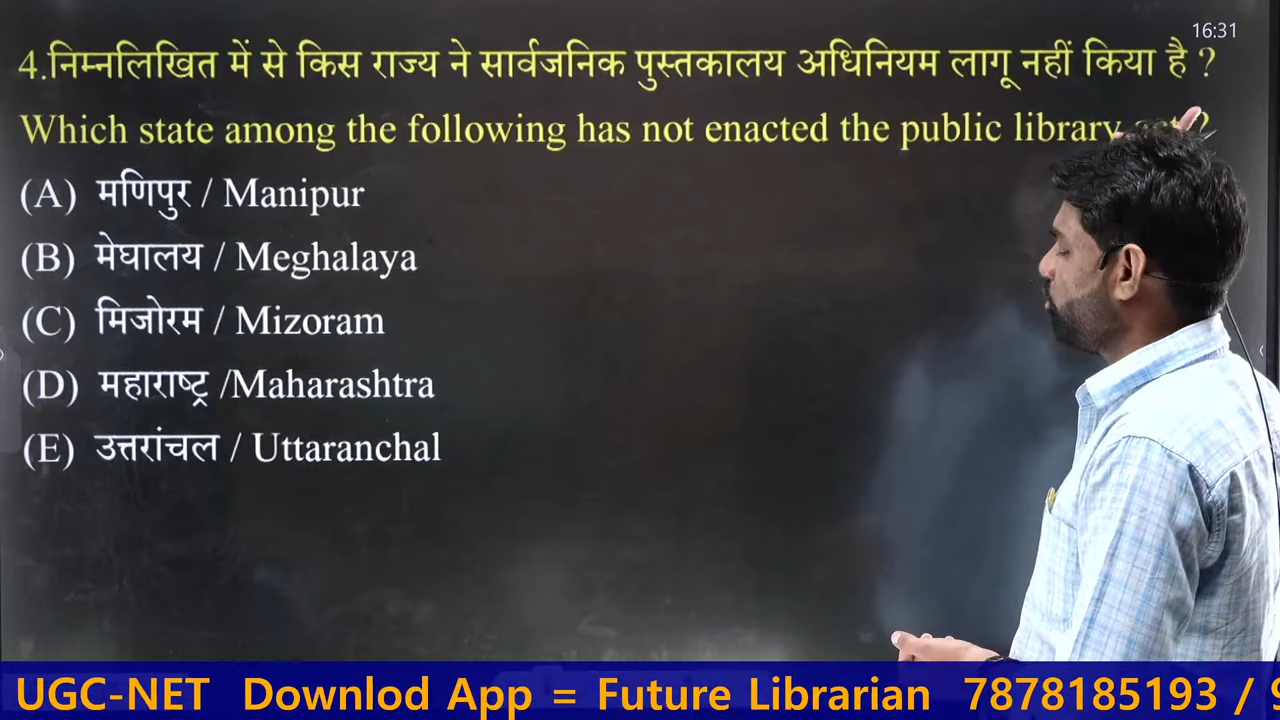 16:31
4.निम्नलिखित में से किस राज्य ने सार्वजनिक पुस्तकालय अधिनियम लागू नहीं किया है ?
Which state among the following has not enacted the public library ?
(A) मणिपुर / Manipur
(B) मेघालय / Meghalaya
(C) मिजोरम / Mizoram
(D) महाराष्ट्र /Maharashtra
(E) उत्तरांचल / Uttaranchal
UGC-NET Downlod App = Future Librarian 7878185193 /